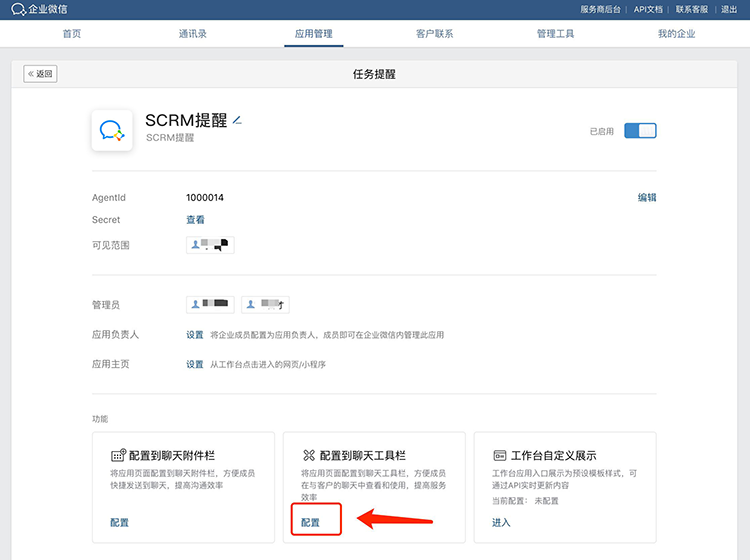 企业微信
服务商后台 | API文档 | 联系客服 | 退出
首页 通讯录 应用管理 客户联系 管理工具 我的企业
« 返回 任务提醒
SCRM提醒
SCRM提醒
已启用
AgentId 1000014 编辑
Secret 查看
可见范围
管理员
应用负责人 设置 将企业成员配置为应用负责人，成员即可在企业微信内管理此应用
应用主页 设置 从工作台点击进入的网页/小程序
功能
配置到聊天附件栏
将应用页面配置到聊天附件栏，方便成员
快捷发送到聊天，提高沟通效率
配置
配置到聊天工具栏
将应用页面配置到聊天工具栏，方便成员
在与客户的聊天中查看和使用，提高服务
效率
配置
工作台自定义展示
工作台应用入口展示为预设模板样式，可
通过API实时更新内容
当前配置： 未配置
进入